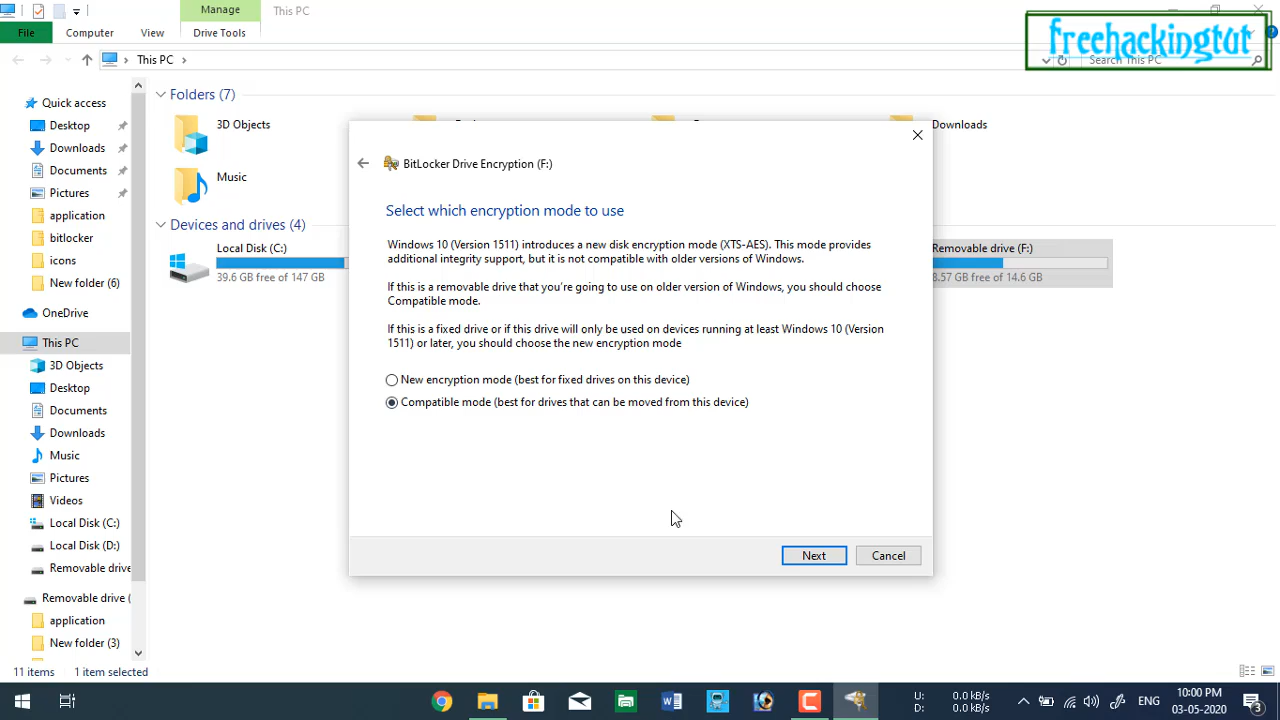 Manage
This PC
File
Computer
View
Drive Tools
freehackingtut
This PC
Search This PC
Quick access
Desktop
Downloads
Documents
Pictures
application
bitlocker
icons
New folder (6)
OneDrive
This PC
3D Objects
Desktop
Documents
Downloads
Music
Pictures
Videos
Local Disk (C:)
Local Disk (D:)
Removable drive
Removable drive (
application
New folder (3)
Folders (7)
3D Objects
Downloads
Music
Devices and drives (4)
Local Disk (C:)
39.6 GB free of 147 GB
Removable drive (F:)
8.57 GB free of 14.6 GB
BitLocker Drive Encryption (F:)
Select which encryption mode to use
Windows 10 (Version 1511) introduces a new disk encryption mode (XTS-AES). This mode provides
additional integrity support, but it is not compatible with older versions of Windows.
If this is a removable drive that you're going to use on older version of Windows, you should choose
Compatible mode.
If this is a fixed drive or if this drive will only be used on devices running at least Windows 10 (Version
1511) or later, you should choose the new encryption mode
New encryption mode (best for fixed drives on this device)
Compatible mode (best for drives that can be moved from this device)
Next
Cancel
11 items
1 item selected
U:
D:
0.0 kB/s
0.0 kB/s
ENG
10:00 PM
03-05-2020
3